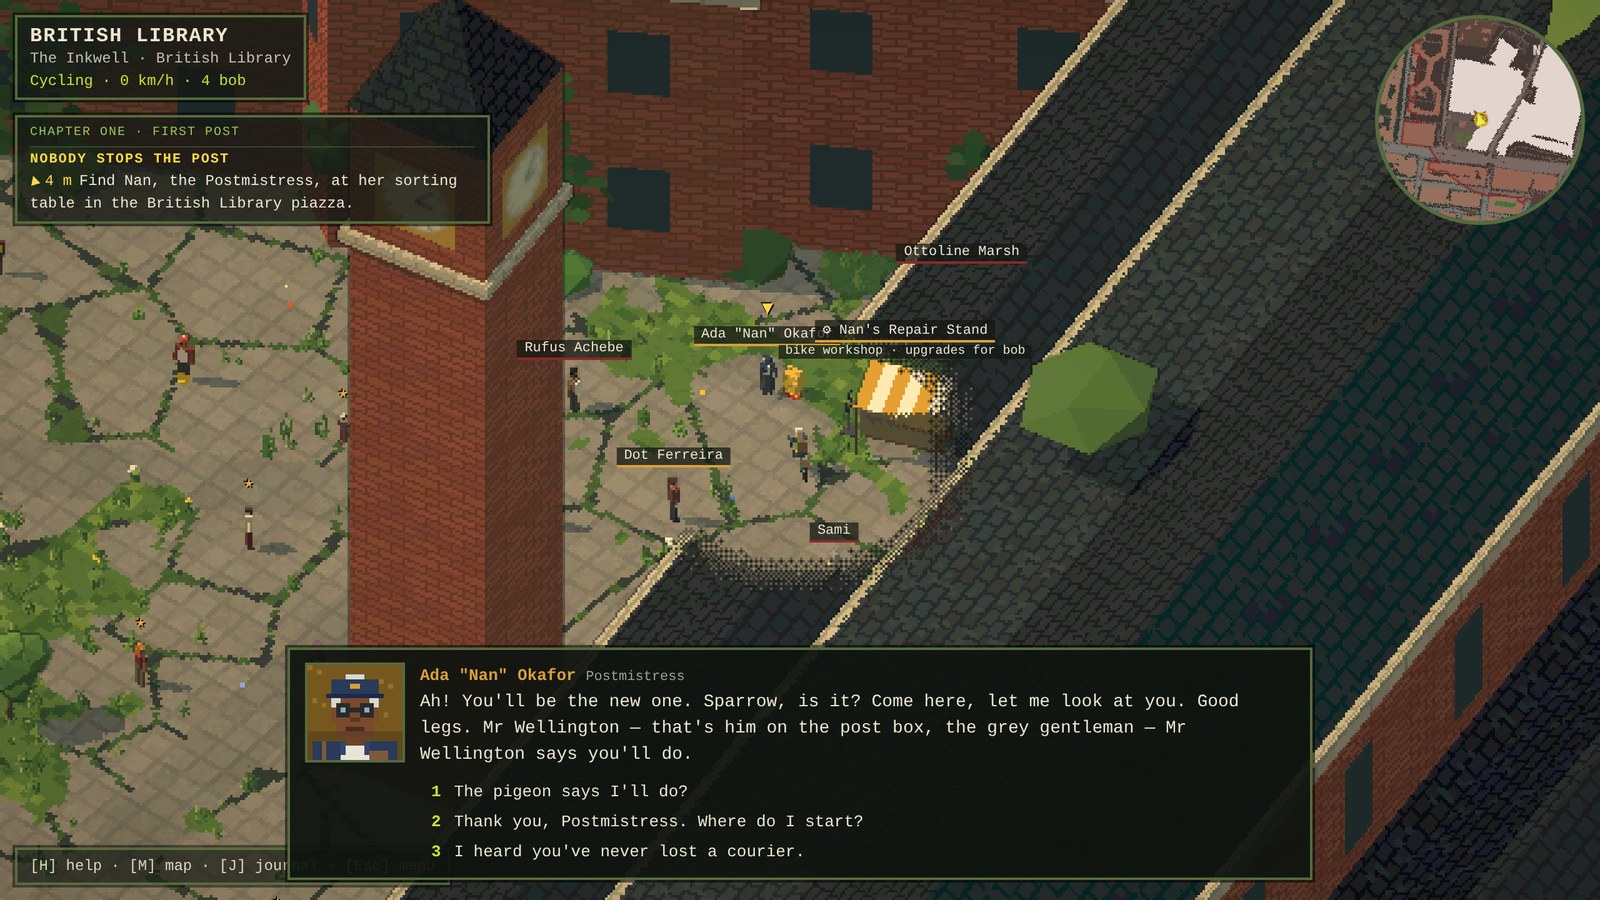 BRITISH LIBRARY
The Inkwell · British Library
Cycling · 0 km/h · 4 bob
CHAPTER ONE · FIRST POST
NOBODY STOPS THE POST
4 m Find Nan, the Postmistress, at her sorting
table in the British Library piazza.
N
Ottoline Marsh
Ada "Nan" Okaf
⚙ Nan's Repair Stand
bike workshop · upgrades for bob
Rufus Achebe
Dot Ferreira
Sami
Ada "Nan" Okafor Postmistress
Ah! You'll be the new one. Sparrow, is it? Come here, let me look at you. Good
legs. Mr Wellington — that's him on the post box, the grey gentleman — Mr
Wellington says you'll do.
1 The pigeon says I'll do?
2 Thank you, Postmistress. Where do I start?
3 I heard you've never lost a courier.
[H] help · [M] map · [J] journal · [Esc] menu